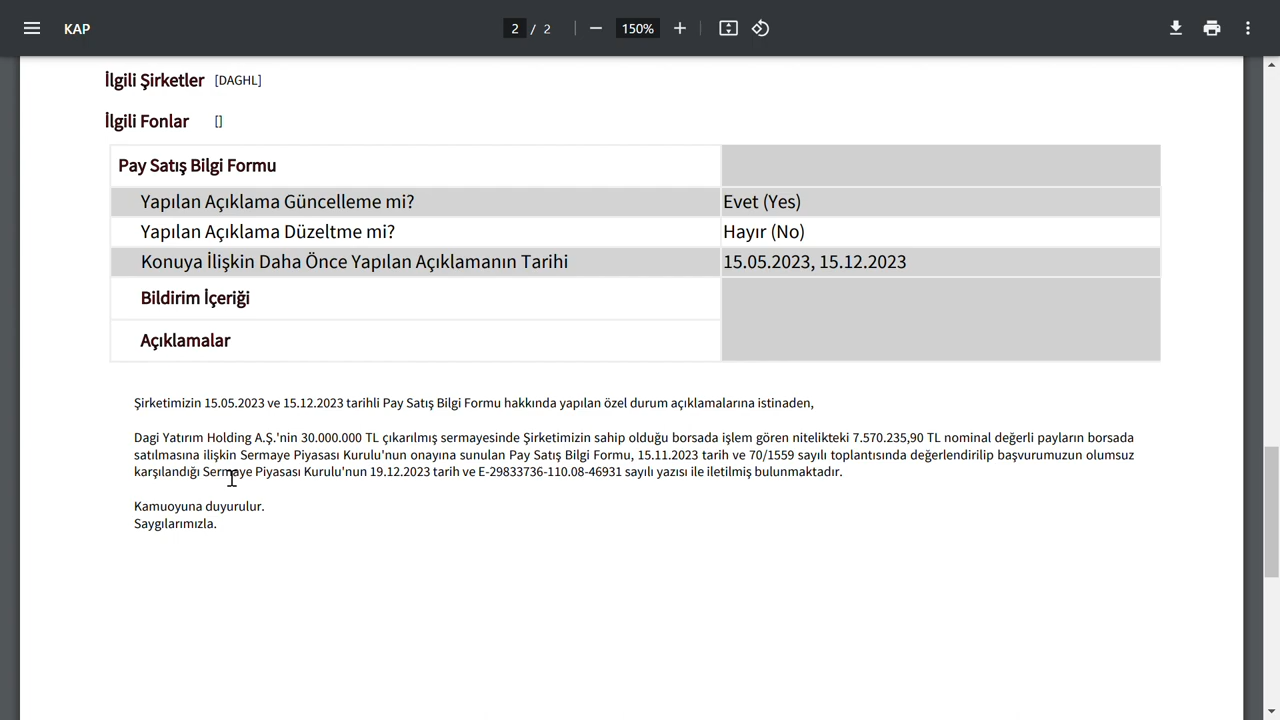 KAP
2 / 2
150%
İlgili Şirketler [DAGHL]
İlgili Fonlar []
Pay Satış Bilgi Formu
Yapılan Açıklama Güncelleme mi? Evet (Yes)
Yapılan Açıklama Düzeltme mi? Hayır (No)
Konuya İlişkin Daha Önce Yapılan Açıklamanın Tarihi 15.05.2023, 15.12.2023
Bildirim İçeriği
Açıklamalar
Şirketimizin 15.05.2023 ve 15.12.2023 tarihli Pay Satış Bilgi Formu hakkında yapılan özel durum açıklamalarına istinaden,
Dagi Yatırım Holding A.Ş.'nin 30.000.000 TL çıkarılmış sermayesinde Şirketimizin sahip olduğu borsada işlem gören nitelikteki 7.570.235,90 TL nominal değerli payların borsada
satılmasına ilişkin Sermaye Piyasası Kurulu'nun onayına sunulan Pay Satış Bilgi Formu, 15.11.2023 tarih ve 70/1559 sayılı toplantısında değerlendirilip başvurumuzun olumsuz
karşılandığı Sermaye Piyasası Kurulu'nun 19.12.2023 tarih ve E-29833736-110.08-46931 sayılı yazısı ile iletilmiş bulunmaktadır.
Kamuoyuna duyurulur.
Saygılarımızla.